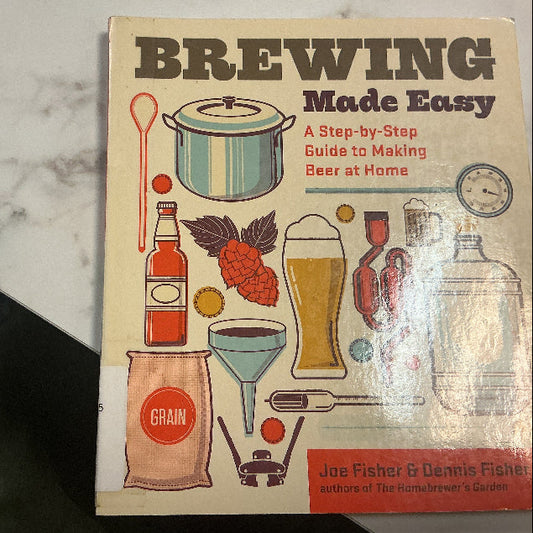 BREWING
Made Easy
A Step-by-Step
Guide to Making
Beer at Home
GRAIN
5
Joe Fisher & Dennis Fisher
authors of The Homebrewer's Garden